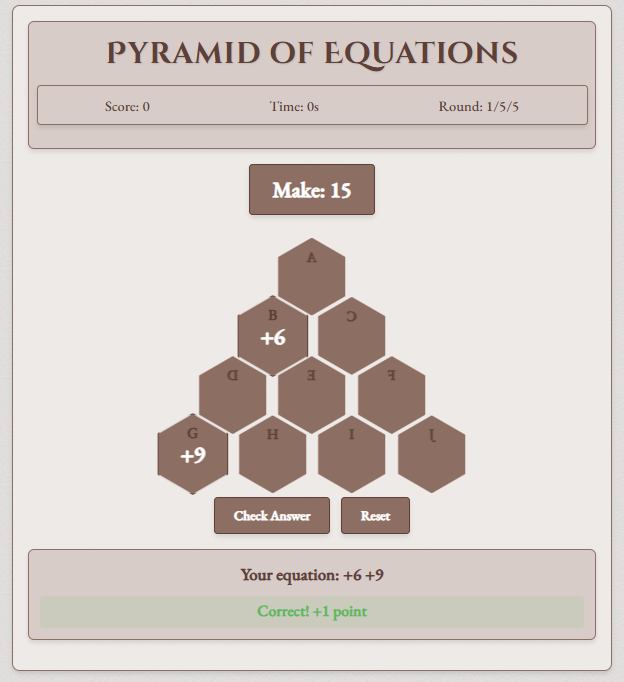 Pyramid of Equations
Score: 0 Time: 0s Round: 1/5/5
Make: 15
A
B C
+6
D E F
G H I J
+9
Check Answer Reset
Your equation: +6 +9
Correct! +1 point